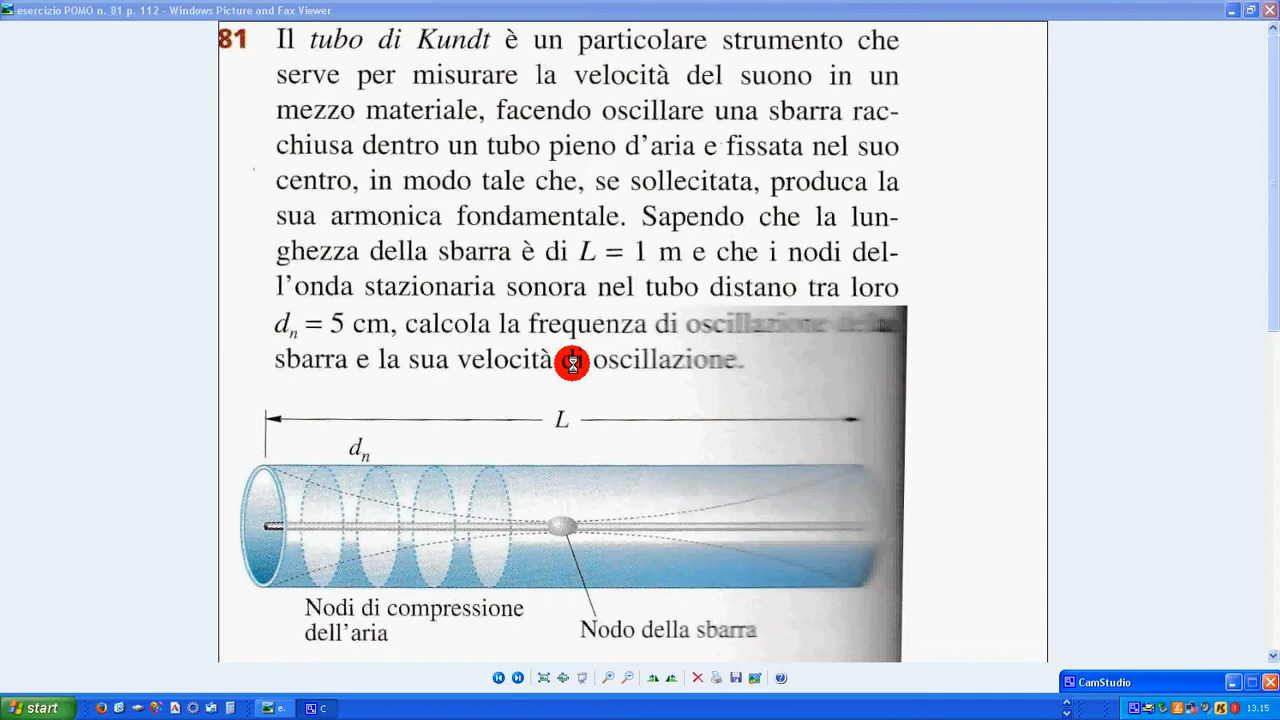 esercizio POMO n. 81 p. 112 - Windows Picture and Fax Viewer
81 Il tubo di Kundt è un particolare strumento che
serve per misurare la velocità del suono in un
mezzo materiale, facendo oscillare una sbarra rac-
chiusa dentro un tubo pieno d'aria e fissata nel suo
centro, in modo tale che, se sollecitata, produca la
sua armonica fondamentale. Sapendo che la lun-
ghezza della sbarra è di L = 1 m e che i nodi del-
l'onda stazionaria sonora nel tubo distano tra loro
dn = 5 cm, calcola la frequenza di oscillazione della
sbarra e la sua velocità di oscillazione.
L
dn
Nodi di compressione
dell'aria
Nodo della sbarra
CamStudio
start
e.
C
13.15